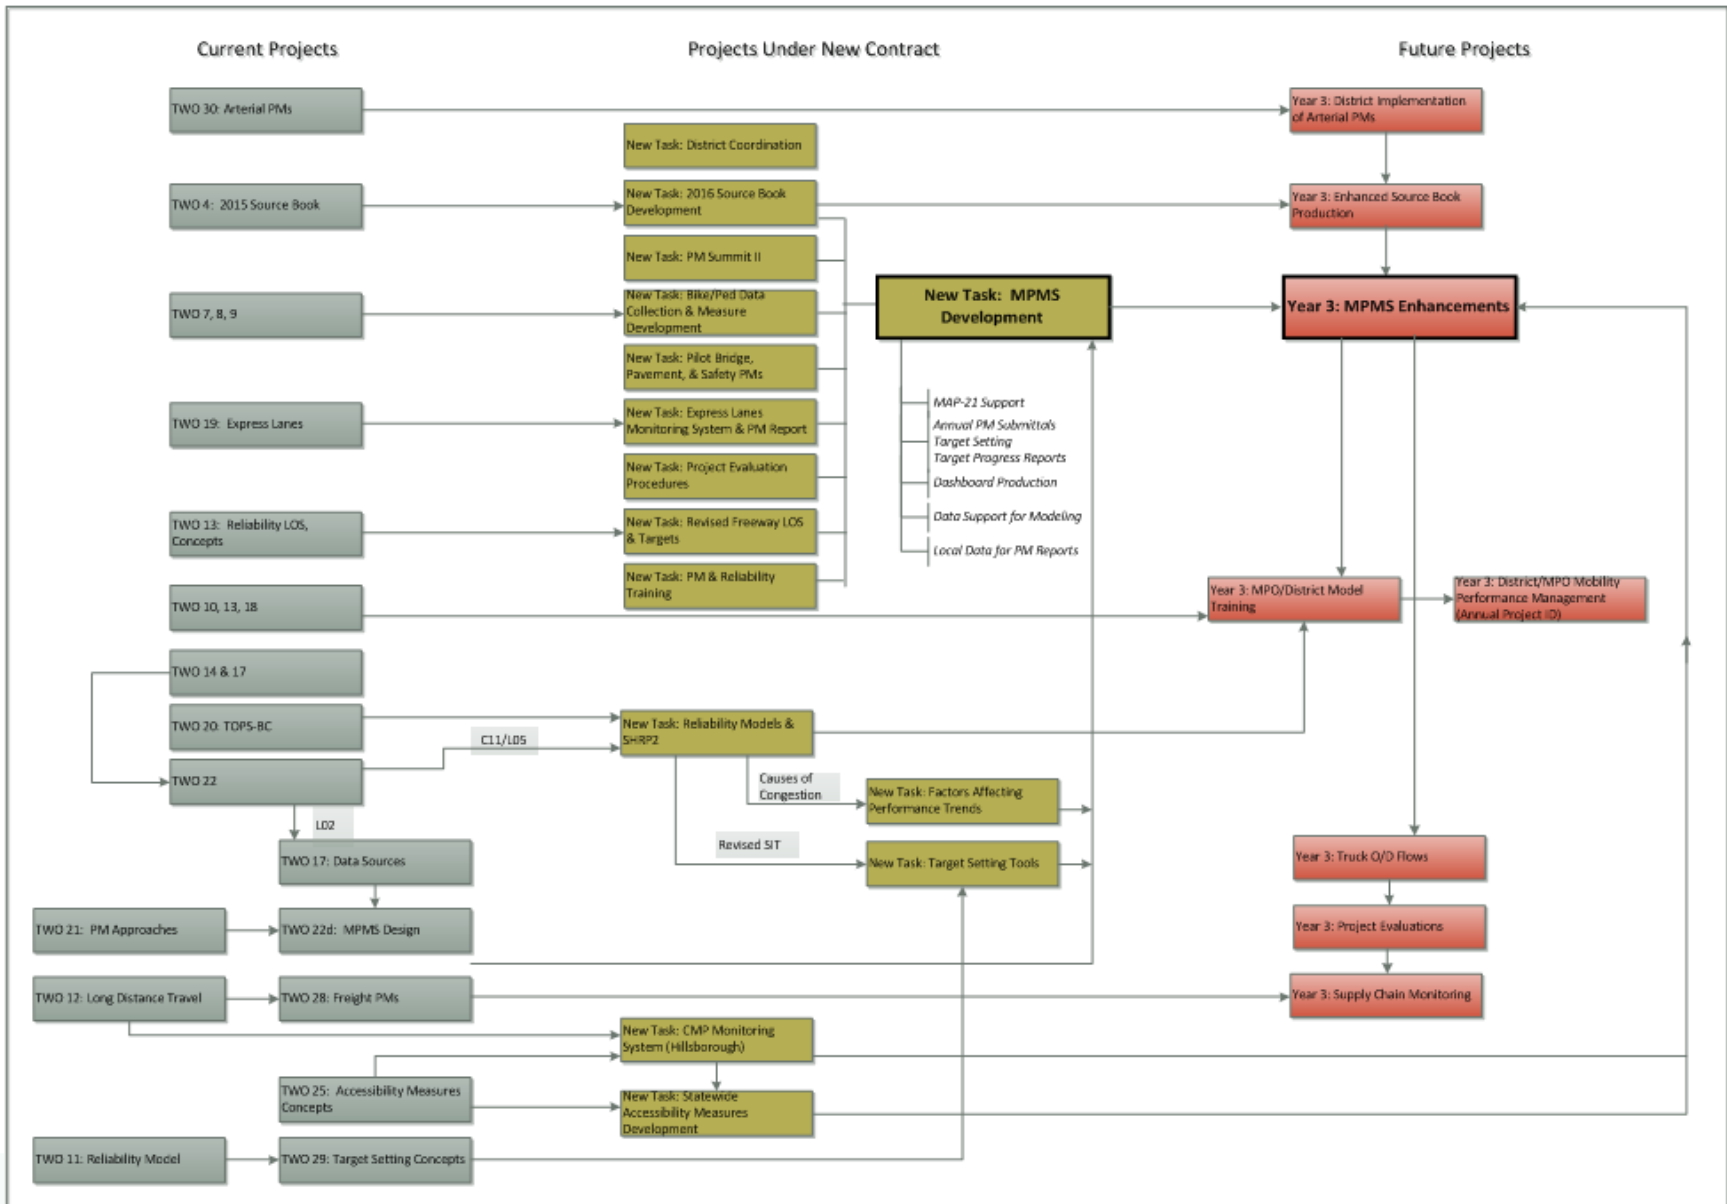 Current Projects
Projects Under New Contract
Future Projects
TWO 30: Arterial PMs
Year 3: District Implementation
of Arterial PMs
New Task: District Coordination
TWO 4: 2015 Source Book
New Task: 2016 Source Book
Development
Year 3: Enhanced Source Book
Production
New Task: PM Summit II
TWO 7, 8, 9
New Task: Bike/Ped Data
Collection & Measure
Development
New Task: MPMS
Development
Year 3: MPMS Enhancements
New Task: Pilot Bridge,
Pavement, & Safety PMs
MAP-21 Support
Annual PM Submittals
Target Setting
Target Progress Reports
Dashboard Production
Data Support for Modeling
Local Data for PM Reports
TWO 19: Express Lanes
New Task: Express Lanes
Monitoring System & PM Report
New Task: Project Evaluation
Procedures
TWO 13: Reliability LOS,
Concepts
New Task: Revised Freeway LOS
& Targets
New Task: PM & Reliability
Training
TWO 10, 13, 18
Year 3: MPO/District Model
Training
Year 3: District/MPO Mobility
Performance Management
(Annual Project ID)
TWO 14 & 17
TWO 20: TOPS-BC
C11/L05
New Task: Reliability Models &
SHRP2
TWO 22
Causes of
Congestion
New Task: Factors Affecting
Performance Trends
L02
Revised SIT
New Task: Target Setting Tools
TWO 17: Data Sources
Year 3: Truck O/D Flows
TWO 21: PM Approaches
TWO 22d: MPMS Design
Year 3: Project Evaluations
TWO 12: Long Distance Travel
TWO 28: Freight PMs
Year 3: Supply Chain Monitoring
New Task: CMP Monitoring
System (Hillsborough)
TWO 25: Accessibility Measures
Concepts
New Task: Statewide
Accessibility Measures
Development
TWO 11: Reliability Model
TWO 29: Target Setting Concepts